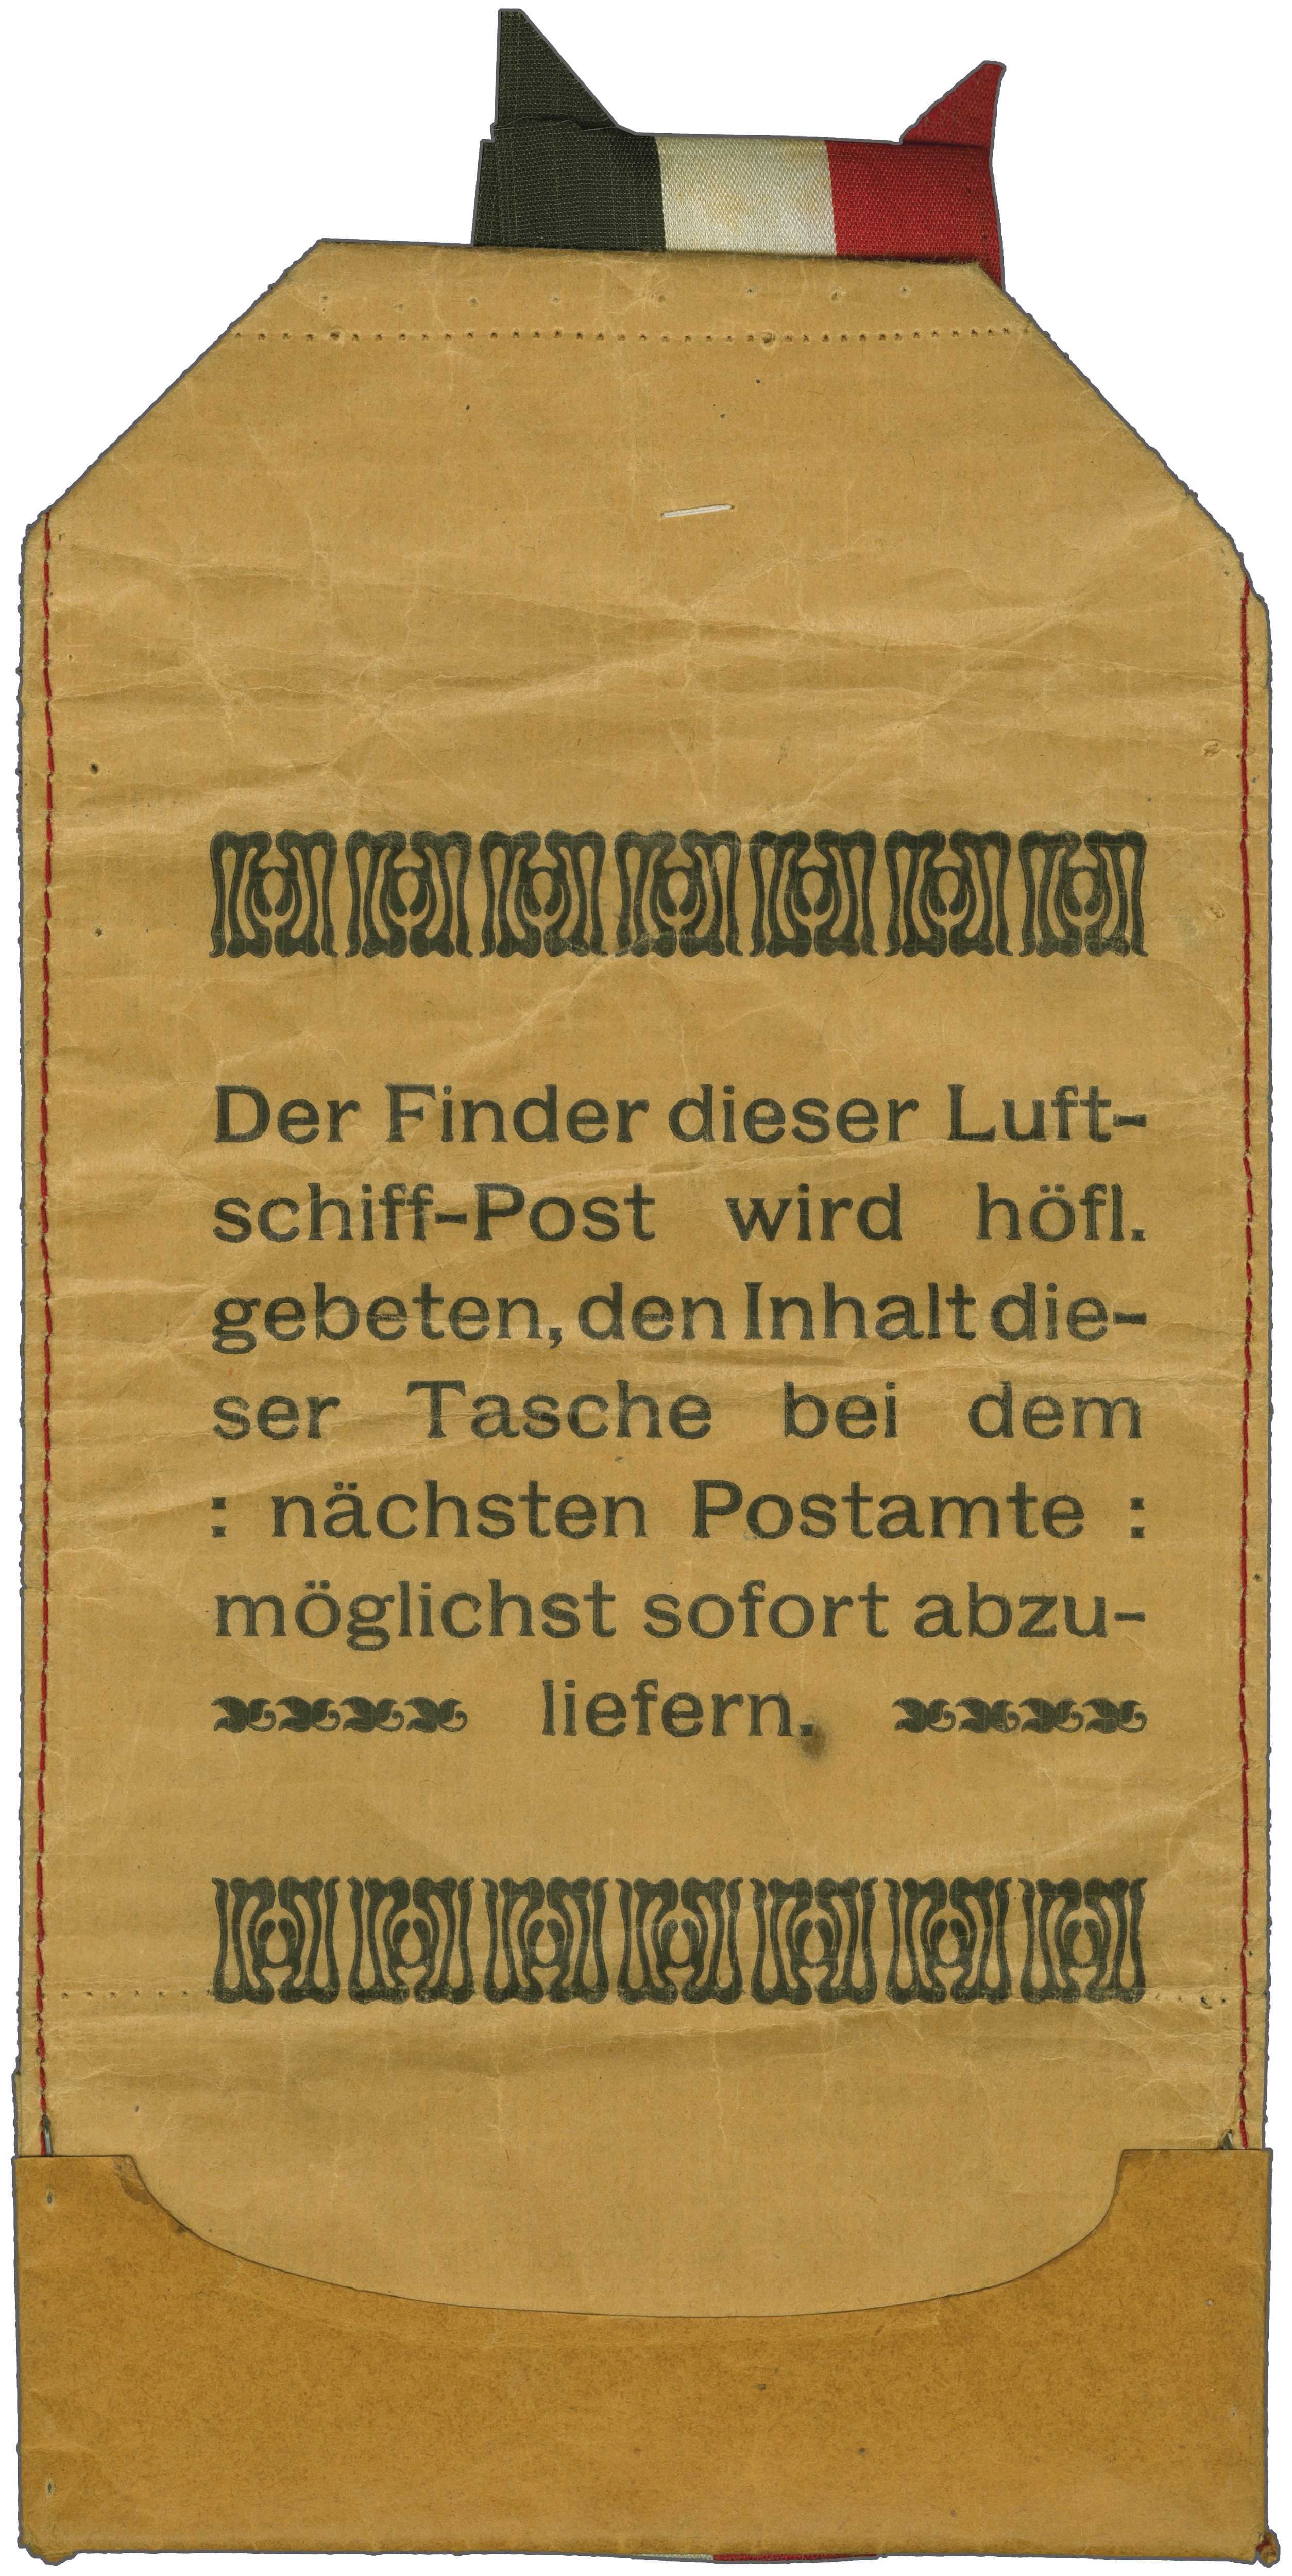 Der Finder dieser Luft-
schiff-Post wird höfl.
gebeten, den Inhalt die-
ser Tasche bei dem
: nächsten Postamte :
möglichst sofort abzu-
liefern.